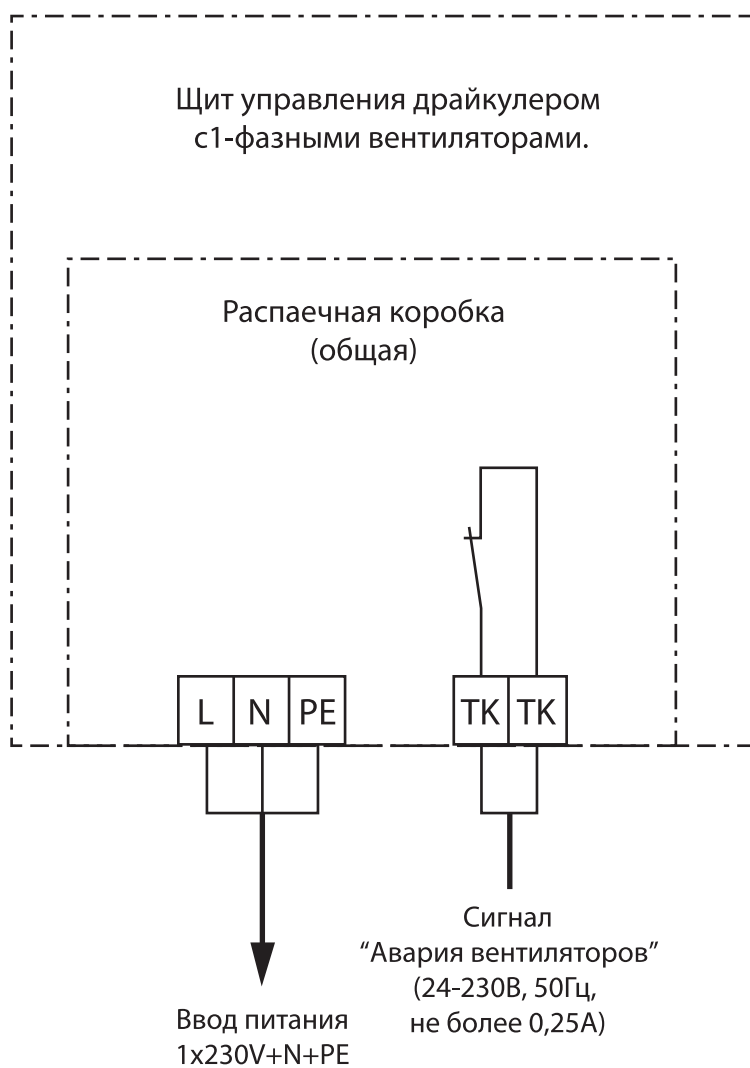 Щит управления драйкулером
с1-фазными вентиляторами.
Распаечная коробка
(общая)
L N PE TK TK
Сигнал
“Авария вентиляторов”
(24-230В, 50Гц,
не более 0,25А)
Ввод питания
1x230V+N+PE